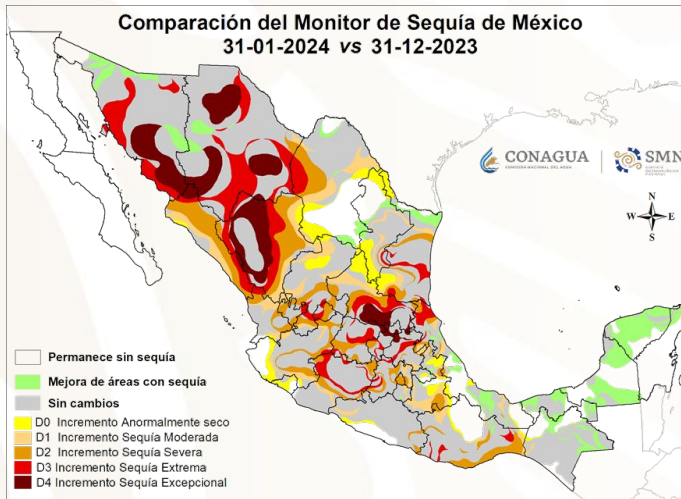 Comparación del Monitor de Sequía de México
31-01-2024 vs 31-12-2023
CONAGUA
COMISIÓN NACIONAL DEL AGUA
SMN
N
W E
S
Permanece sin sequía
Mejora de áreas con sequía
Sin cambios
D0 Incremento Anormalmente seco
D1 Incremento Sequía Moderada
D2 Incremento Sequía Severa
D3 Incremento Sequía Extrema
D4 Incremento Sequía Excepcional